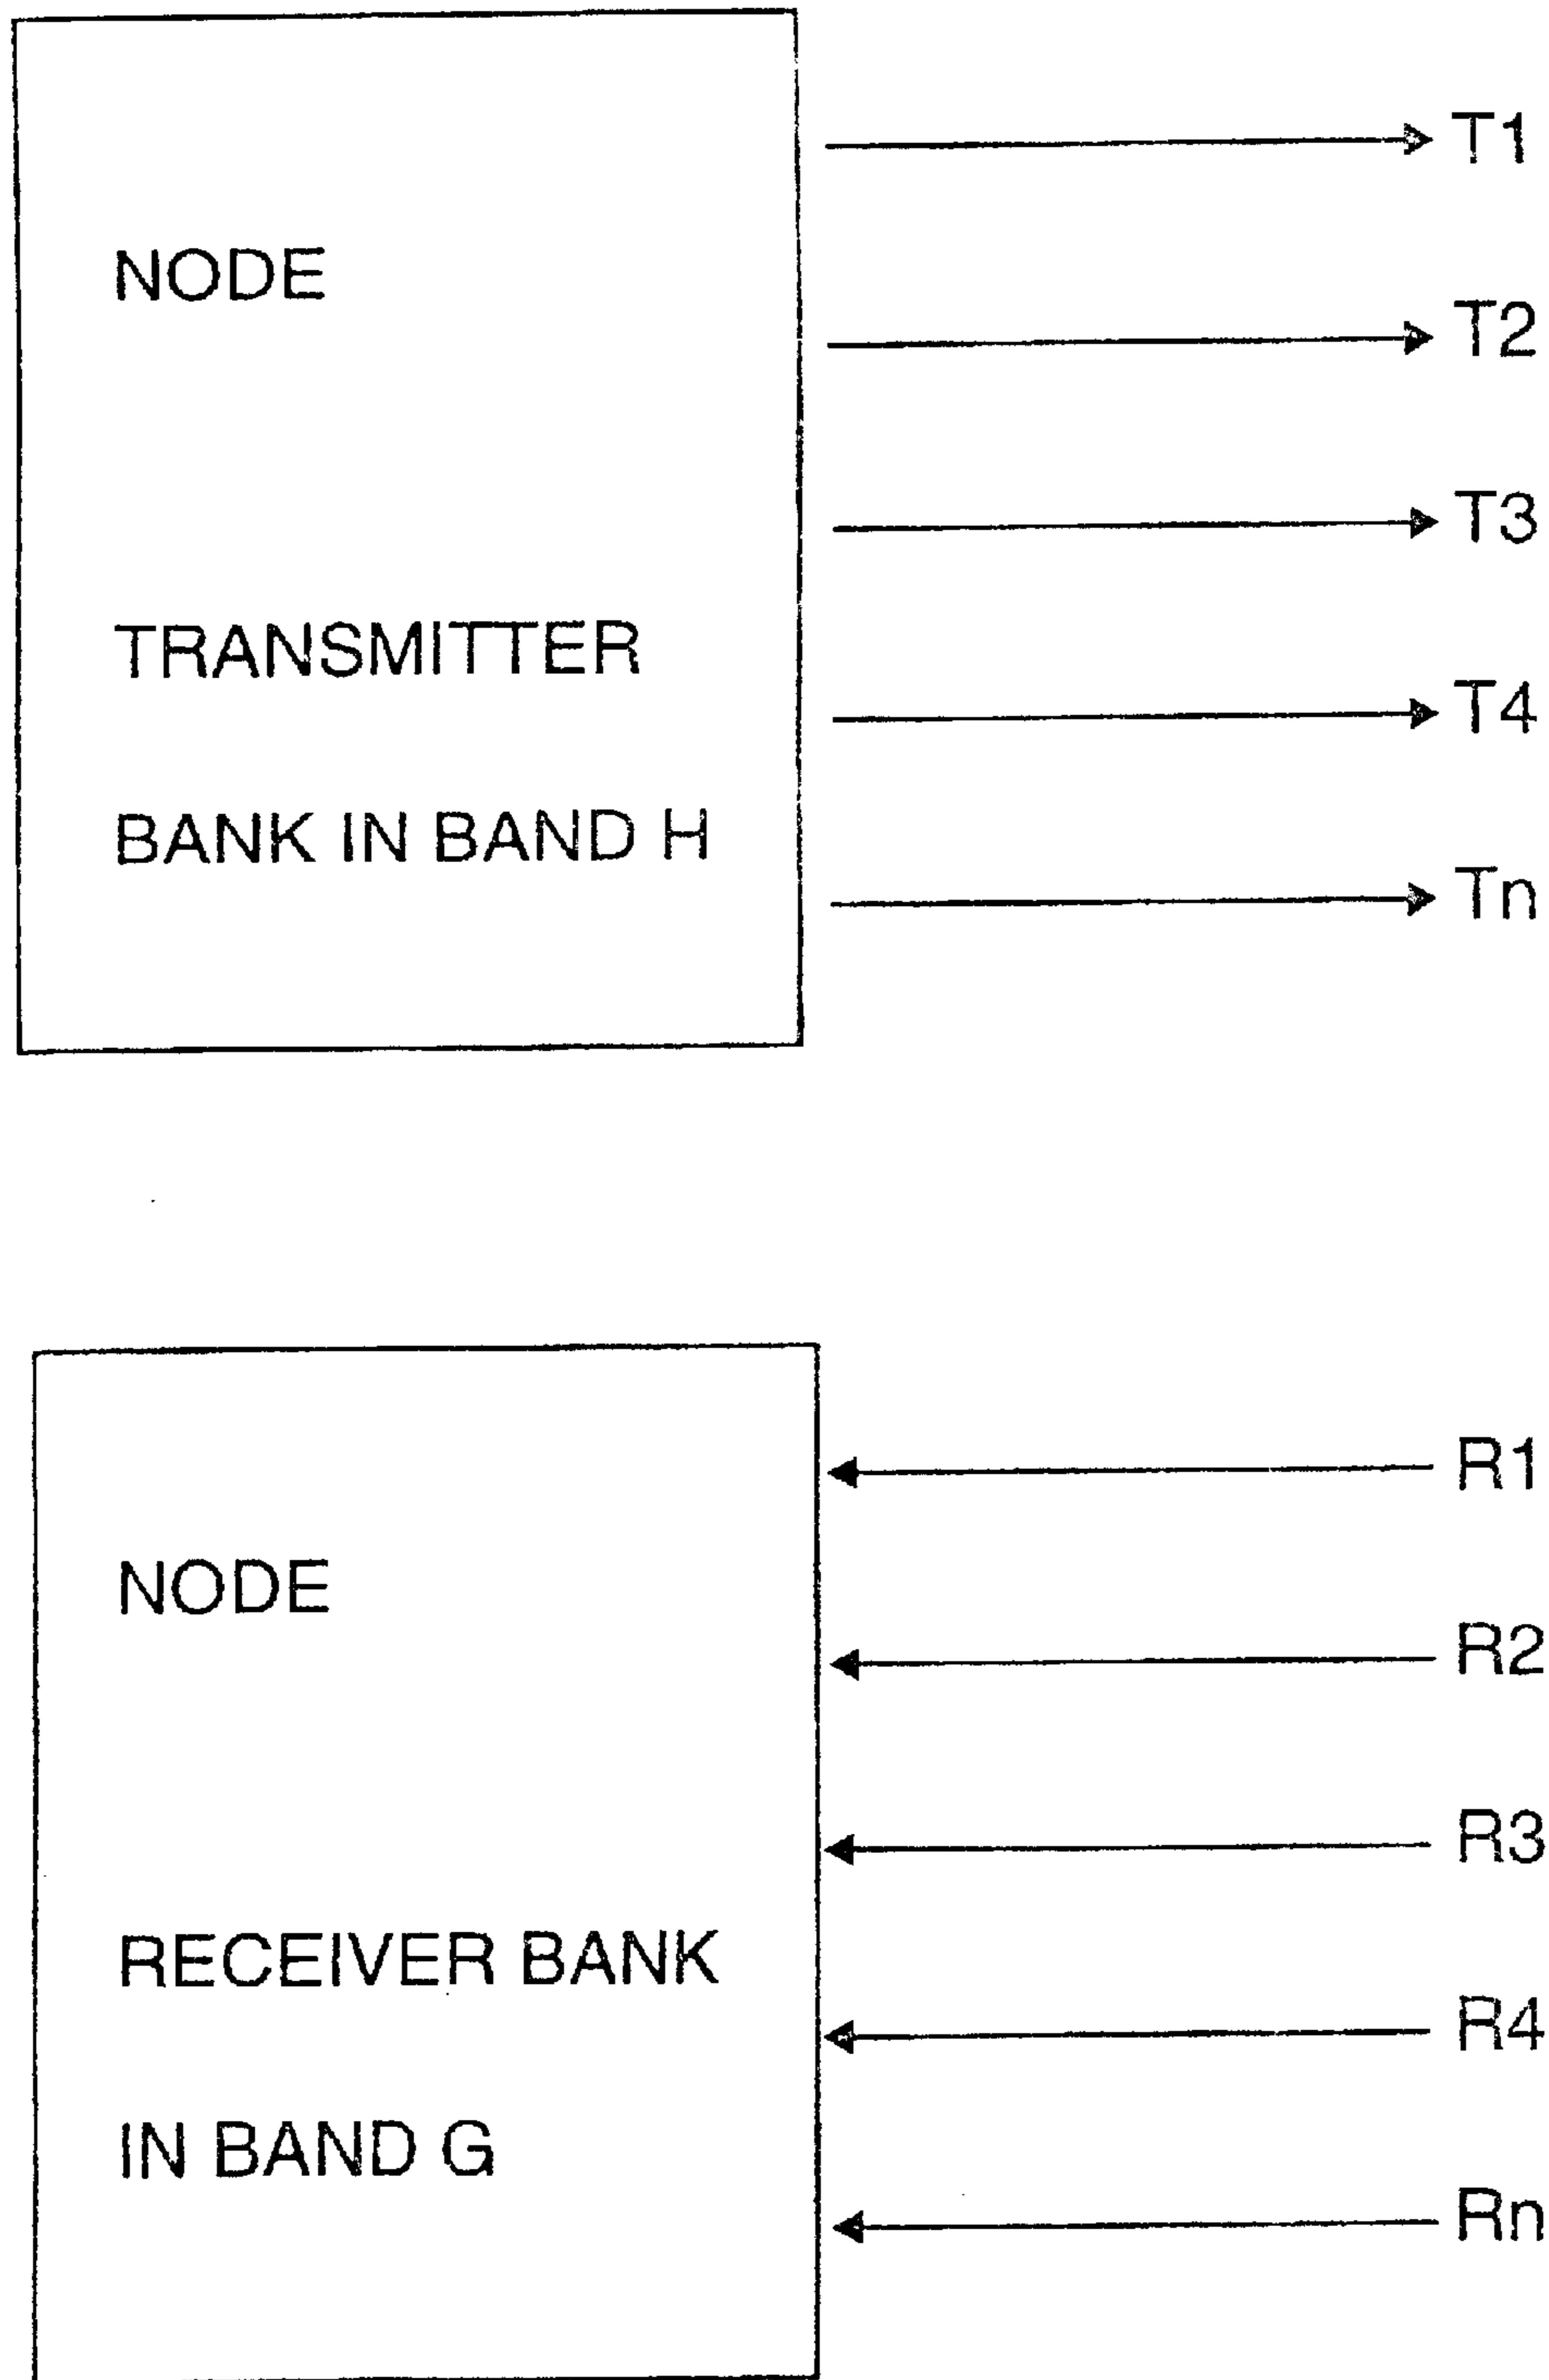 T1
NODE
T2
T3
TRANSMITTER
T4
BANK IN BAND H
Tn
R1
NODE
R2
R3
RECEIVER BANK
R4
IN BAND G
Rn